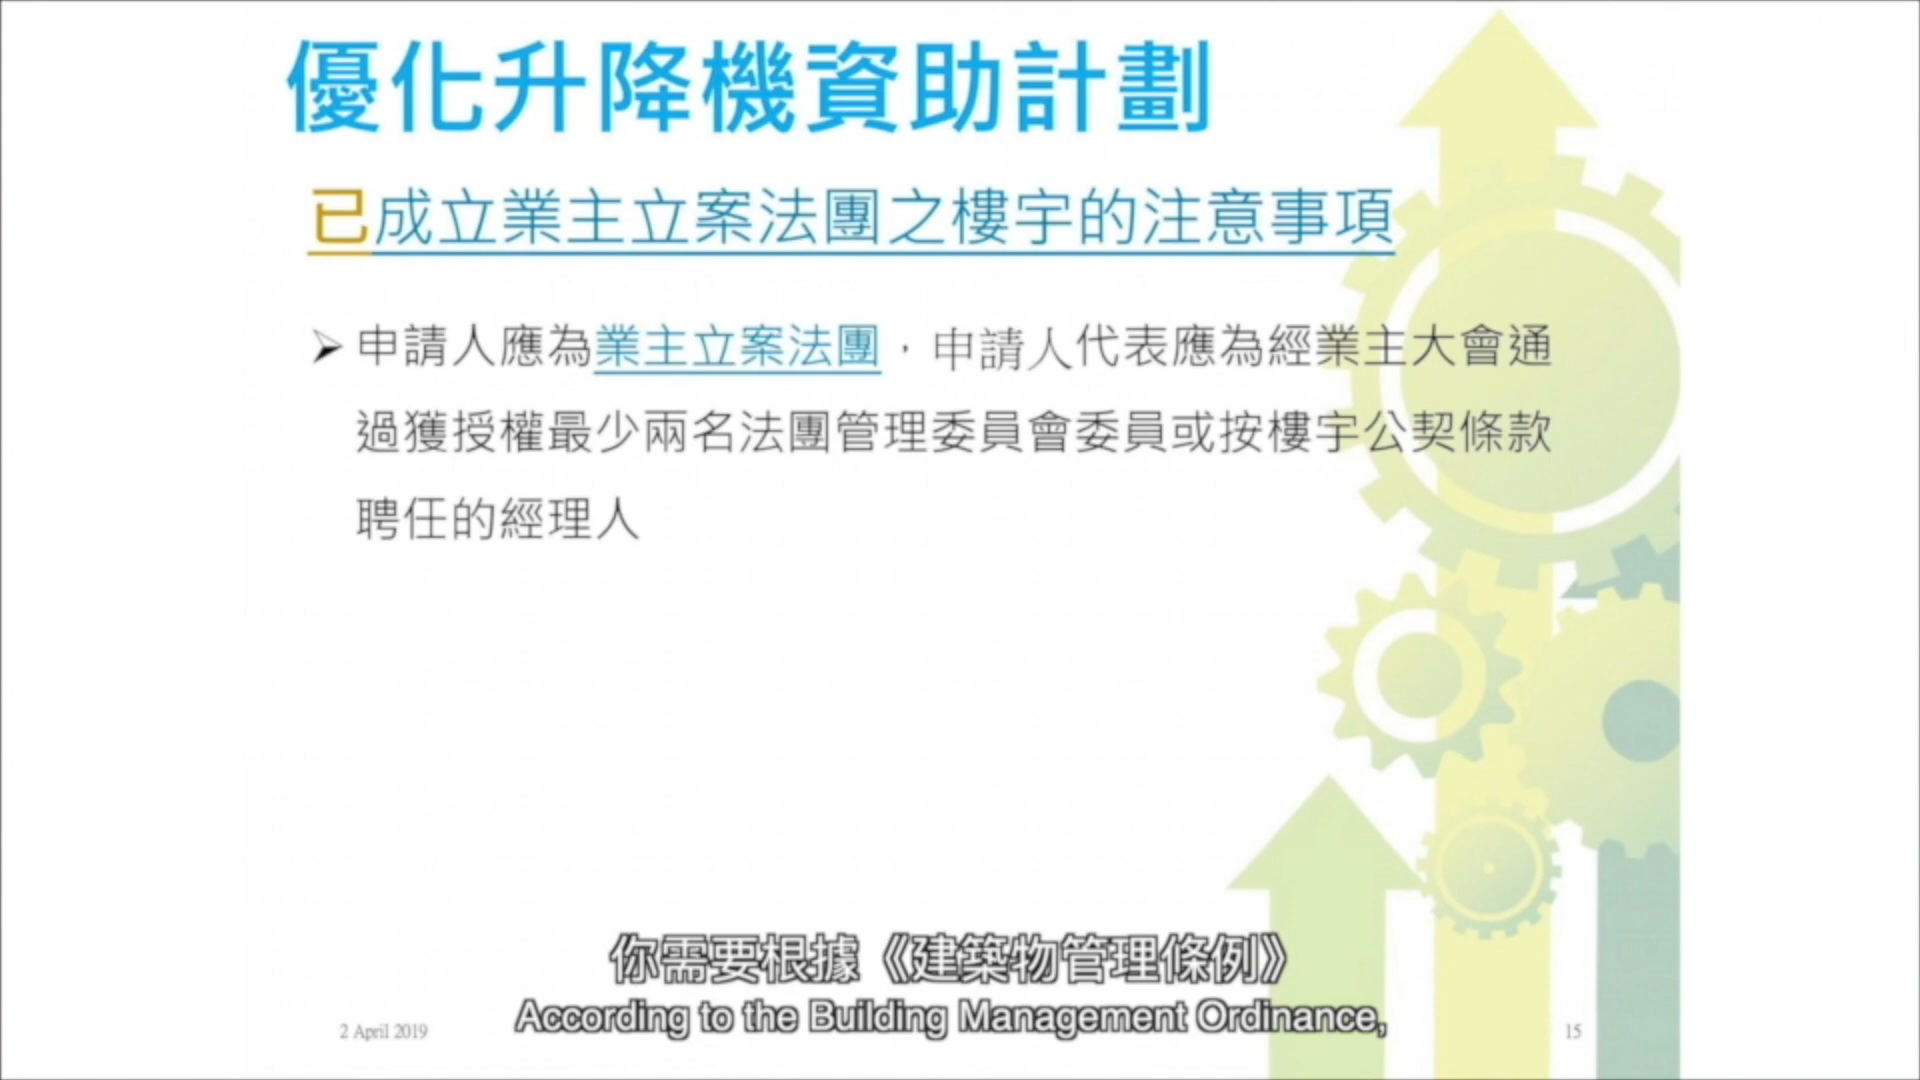 優化升降機資助計劃
已成立業主立案法團之樓宇的注意事項
➢ 申請人應為業主立案法團，申請人代表應為經業主大會通
過獲授權最少兩名法團管理委員會委員或按樓宇公契條款
聘任的經理人
你需要根據《建築物管理條例》
According to the Building Management Ordinance,
2 April 2019
15